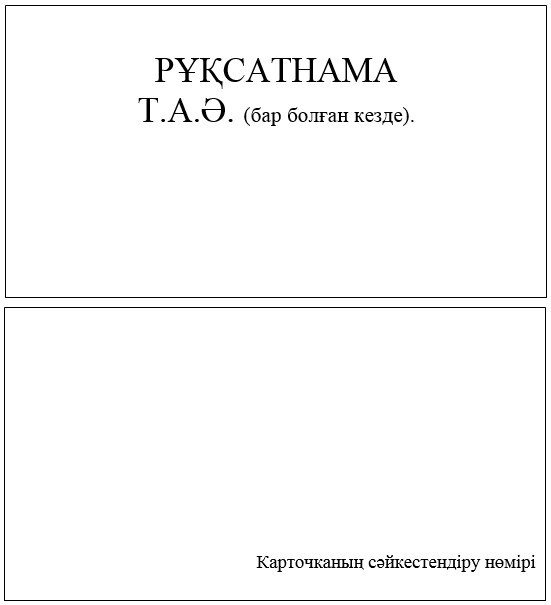 РҰҚСАТНАМА
Т.А.Ә. (бар болған кезде).
Карточканың сәйкестендіру нөмірі